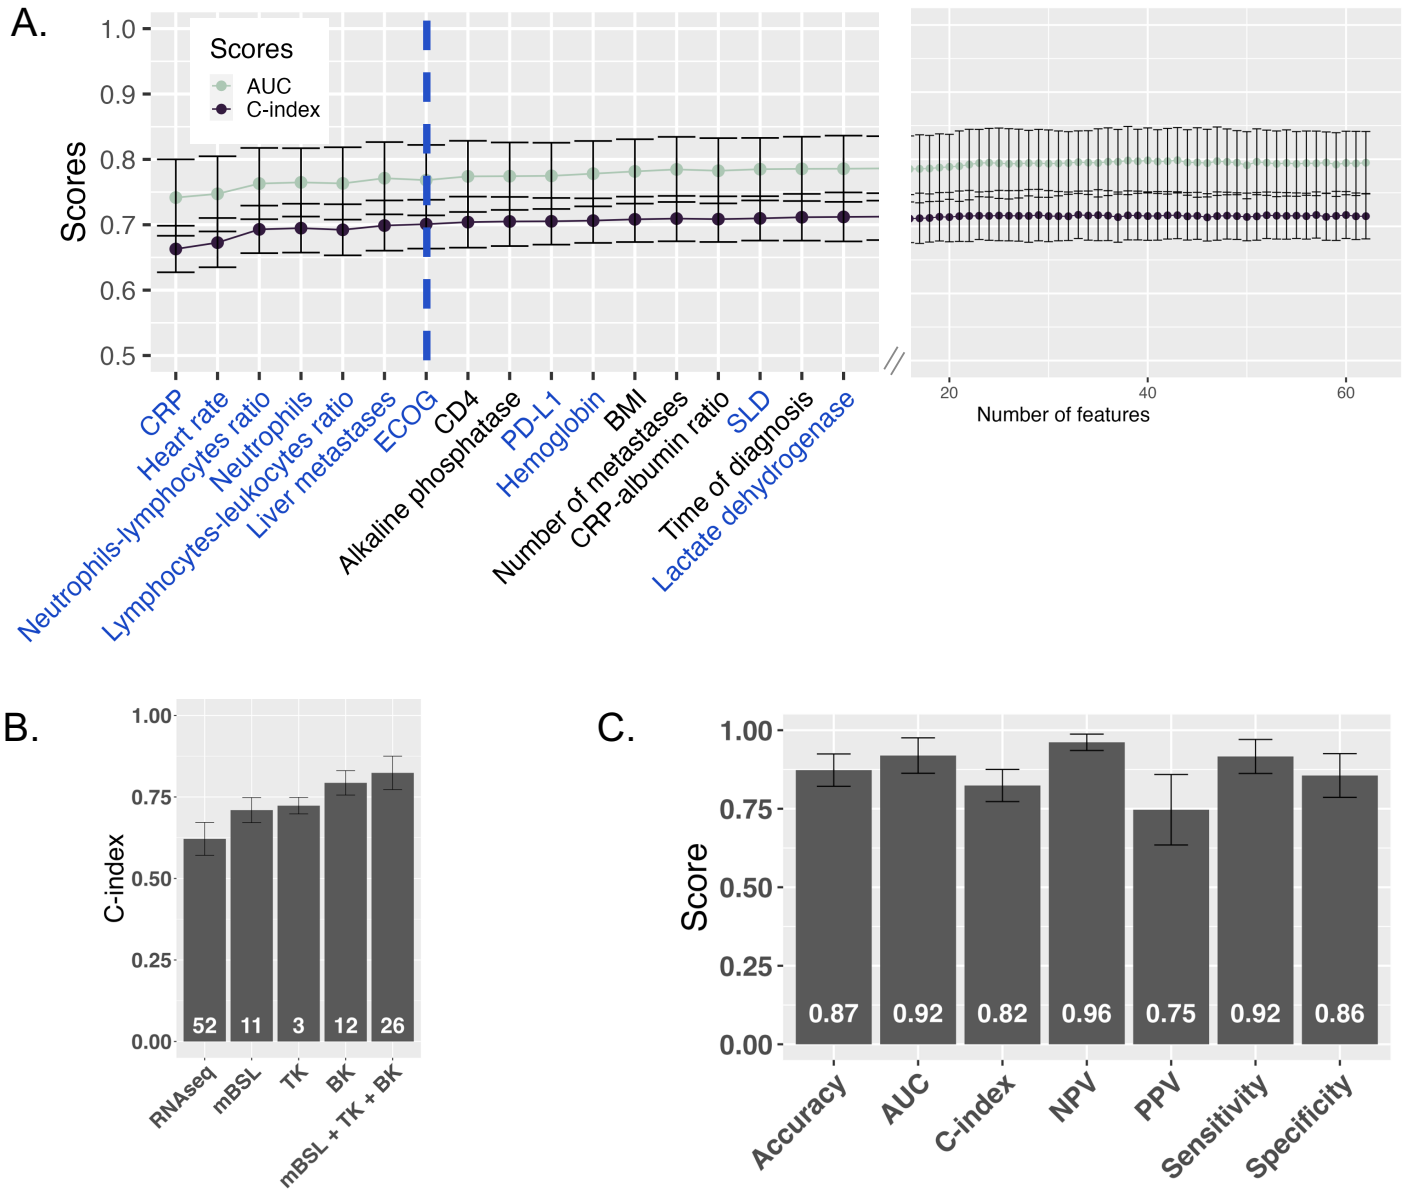 A.
Scores
1.0
0.9
0.8
0.7
0.6
0.5
Scores
AUC
C-index
CRP
Heart rate
Neutrophils-lymphocytes ratio
Neutrophils
Lymphocytes-leukocytes ratio
Liver metastases
ECOG
CD4
Alkaline phosphatase
PD-L1
Hemoglobin
BMI
Number of metastases
CRP-albumin ratio
SLD
Time of diagnosis
Lactate dehydrogenase
//
20 40 60
Number of features
B.
C-index
1.00
0.75
0.50
0.25
0.00
52 11 3 12 26
RNAseq
mBSL
TK
BK
mBSL + TK + BK
C.
Score
1.00
0.75
0.50
0.25
0.00
0.87 0.92 0.82 0.96 0.75 0.92 0.86
Accuracy
AUC
C-index
NPV
PPV
Sensitivity
Specificity